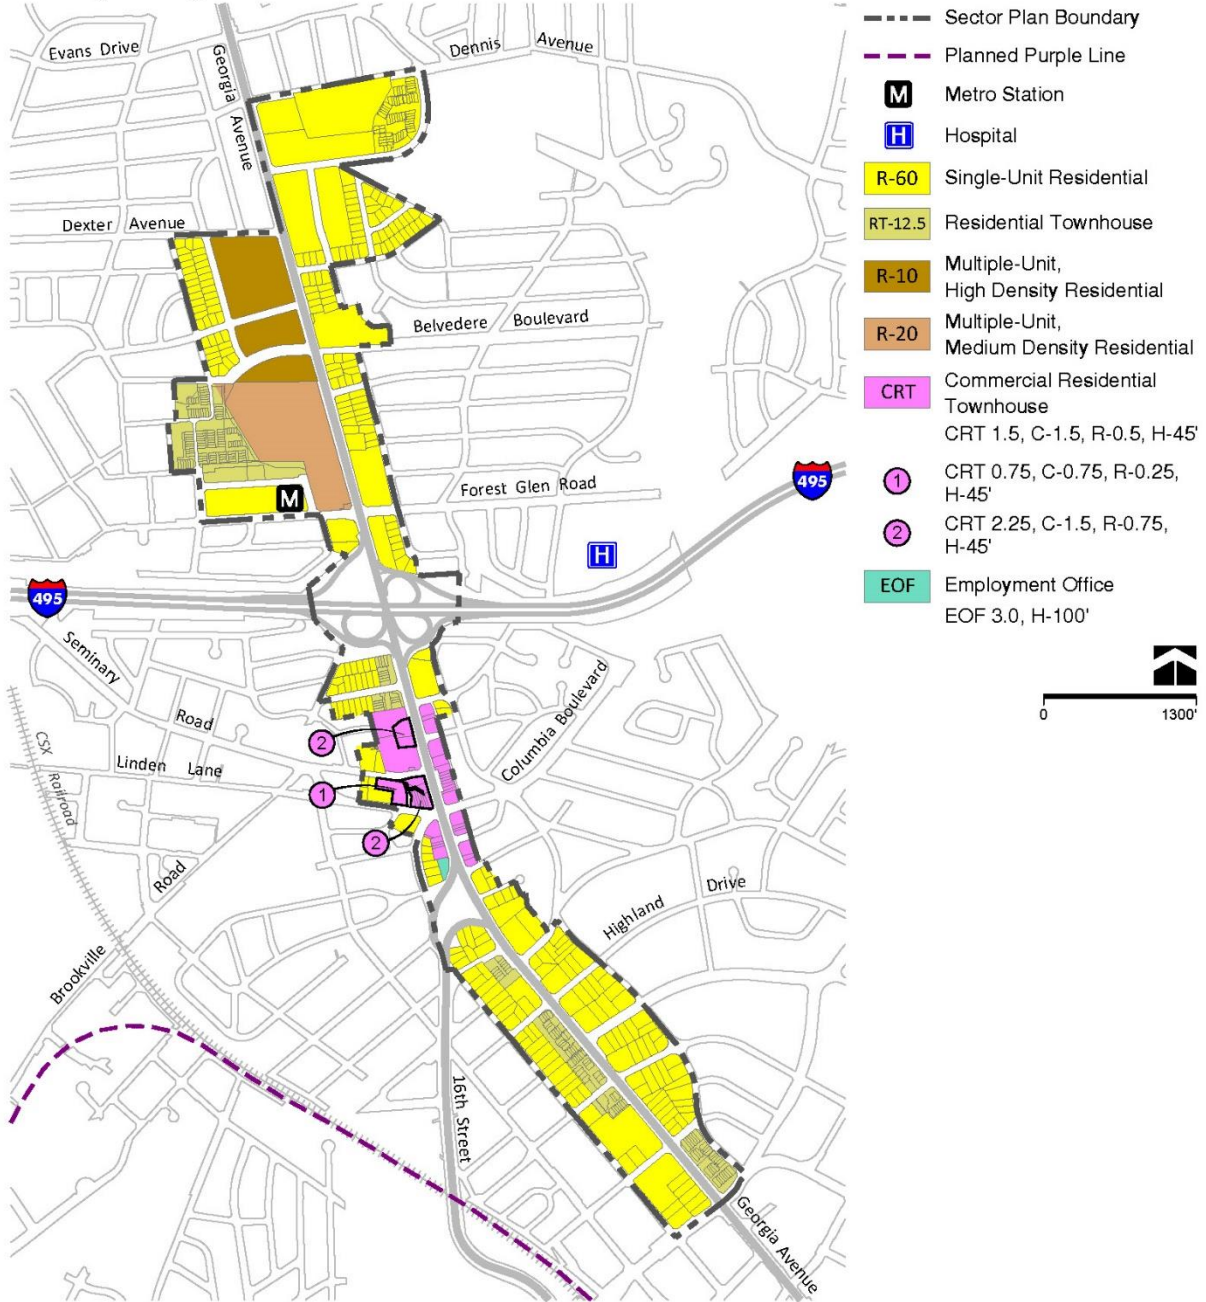 Evans Drive
Georgia Avenue
Dennis Avenue
Dexter Avenue
Belvedere Boulevard
Forest Glen Road
M
H
495
495
Seminary Road
Columbia Boulevard
Linden Lane
CSX Railroad
2
1
2
Brookville Road
Highland Drive
16th Street
Georgia Avenue
Sector Plan Boundary
Planned Purple Line
M Metro Station
H Hospital
R-60 Single-Unit Residential
RT-12.5 Residential Townhouse
R-10 Multiple-Unit,
High Density Residential
R-20 Multiple-Unit,
Medium Density Residential
CRT Commercial Residential
Townhouse
CRT 1.5, C-1.5, R-0.5, H-45'
1 CRT 0.75, C-0.75, R-0.25,
H-45'
2 CRT 2.25, C-1.5, R-0.75,
H-45'
EOF Employment Office
EOF 3.0, H-100'
0 1300'